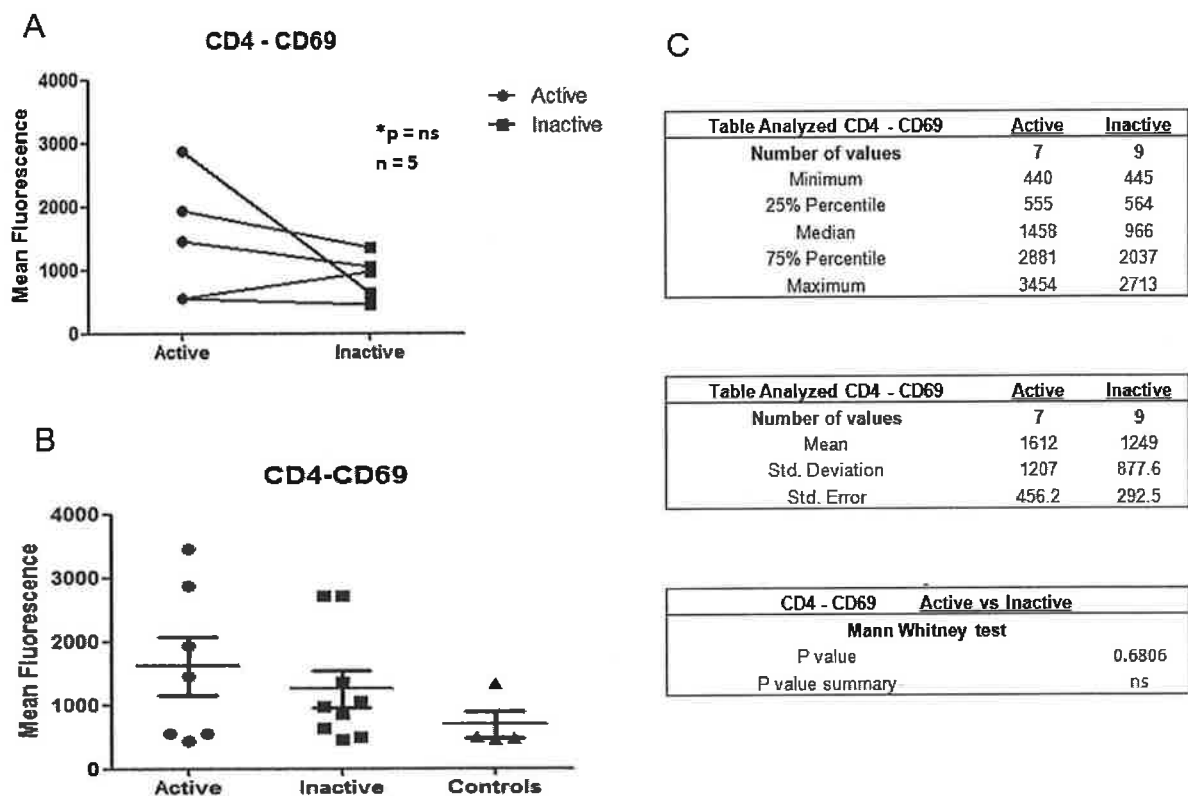 A
CD4 - CD69
Mean Fluorescence
4000
3000
2000
1000
0
Active
Inactive
Active
Inactive
*p = ns
n = 5
B
CD4-CD69
Mean Fluorescence
4000
3000
2000
1000
0
Active
Inactive
Controls
C
Table Analyzed CD4 - CD69 Active Inactive
Number of values 7 9
Minimum 440 445
25% Percentile 555 564
Median 1458 966
75% Percentile 2881 2037
Maximum 3454 2713
Table Analyzed CD4 - CD69 Active Inactive
Number of values 7 9
Mean 1612 1249
Std. Deviation 1207 877.6
Std. Error 456.2 292.5
CD4 - CD69 Active vs Inactive
Mann Whitney test
P value 0.6806
P value summary ns